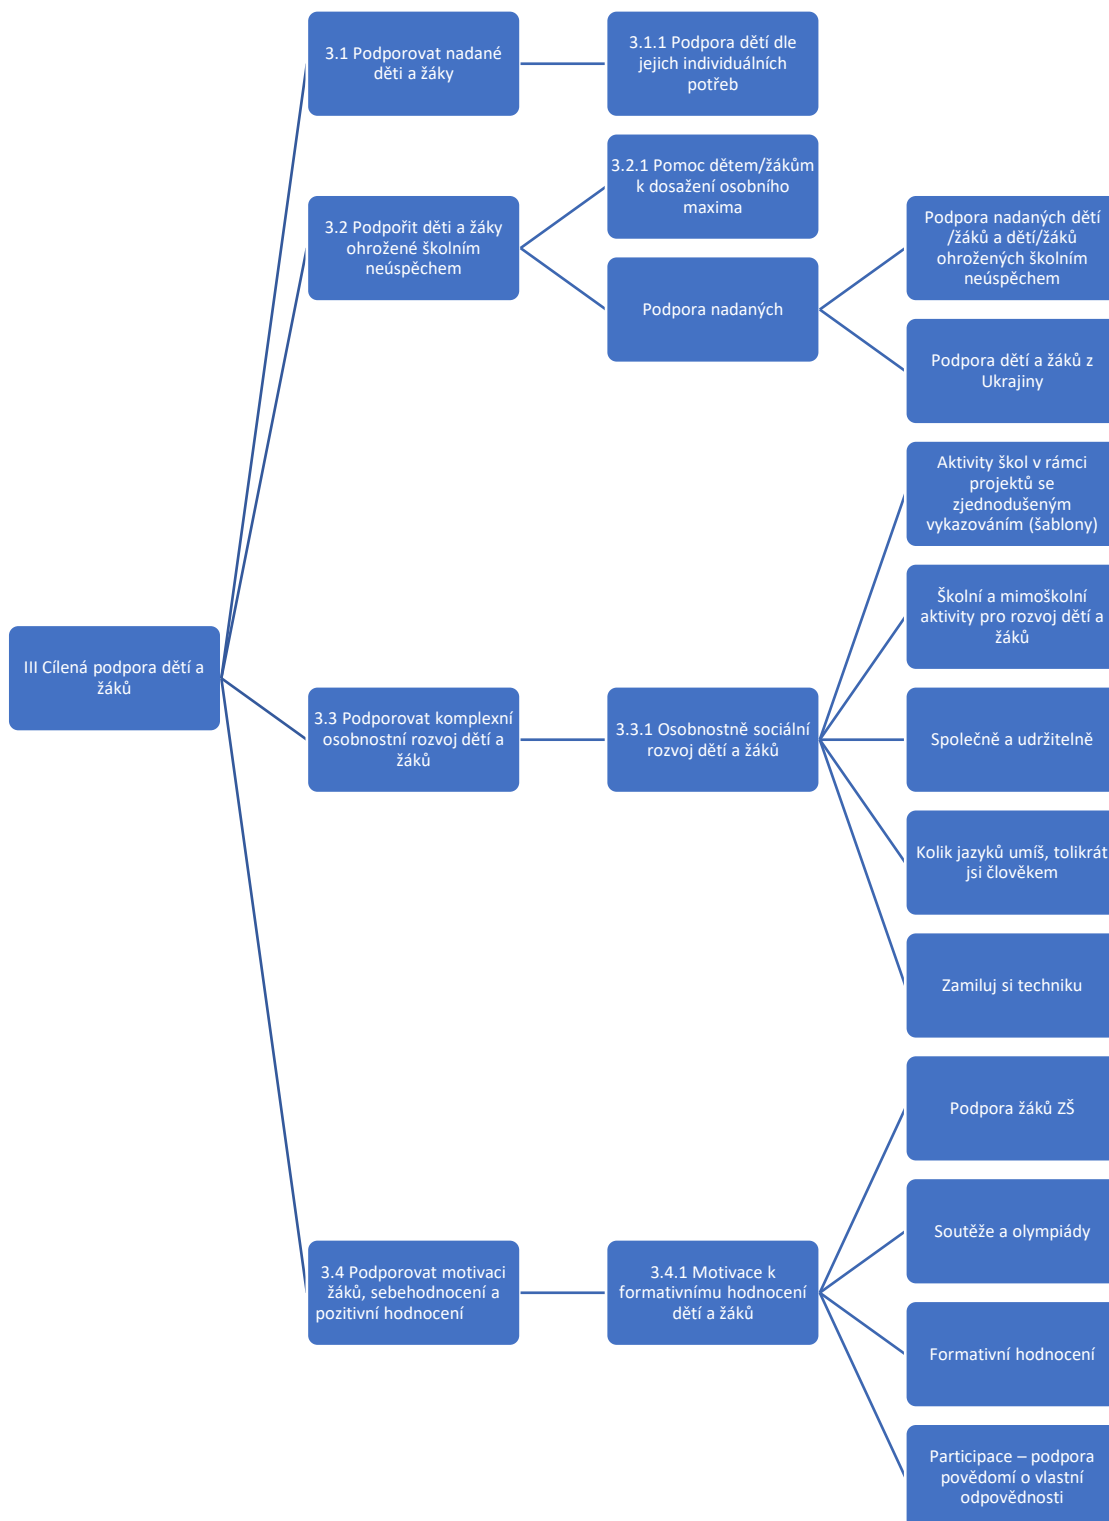 3.1 Podporovat nadané
děti a žáky
3.1.1 Podpora dětí dle
jejich individuálních
potřeb
3.2.1 Pomoc dětem/žákům
k dosažení osobního
maxima
3.2 Podpořit děti a žáky
ohrožené školním
neúspěchem
Podpora nadaných
Podpora nadaných dětí
/žáků a dětí/žáků
ohrožených školním
neúspěchem
Podpora dětí a žáků z
Ukrajiny
Aktivity škol v rámci
projektů se
zjednodušeným
vykazováním (šablony)
Školní a mimoškolní
aktivity pro rozvoj dětí a
žáků
III Cílená podpora dětí a
žáků
3.3 Podporovat komplexní
osobnostní rozvoj dětí a
žáků
3.3.1 Osobnostně sociální
rozvoj dětí a žáků
Společně a udržitelně
Kolik jazyků umíš, tolikrát
jsi člověkem
Zamiluj si techniku
Podpora žáků ZŠ
Soutěže a olympiády
3.4 Podporovat motivaci
žáků, sebehodnocení a
pozitivní hodnocení
3.4.1 Motivace k
formativnímu hodnocení
dětí a žáků
Formativní hodnocení
Participace – podpora
povědomí o vlastní
odpovědnosti